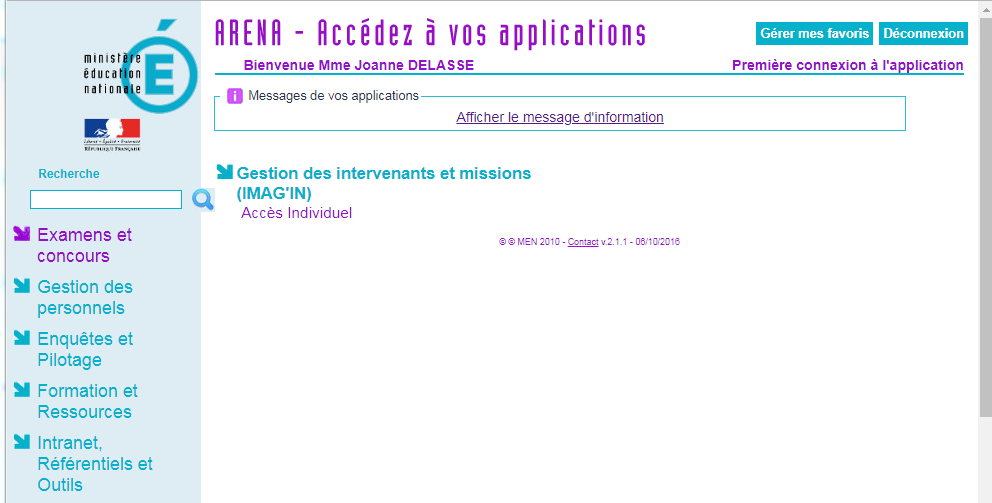 ministère
éducation
nationale
É
Liberté • Égalité • Fraternité
RÉPUBLIQUE FRANÇAISE
Recherche
Examens et
concours
Gestion des
personnels
Enquêtes et
Pilotage
Formation et
Ressources
Intranet,
Référentiels et
Outils
ARENA - Accédez à vos applications
Gérer mes favoris
Déconnexion
Bienvenue Mme Joanne DELASSE
Première connexion à l'application
i Messages de vos applications
Afficher le message d'information
Gestion des intervenants et missions
(IMAG'IN)
Accès Individuel
© © MEN 2010 - Contact v.2.1.1 - 06/10/2016